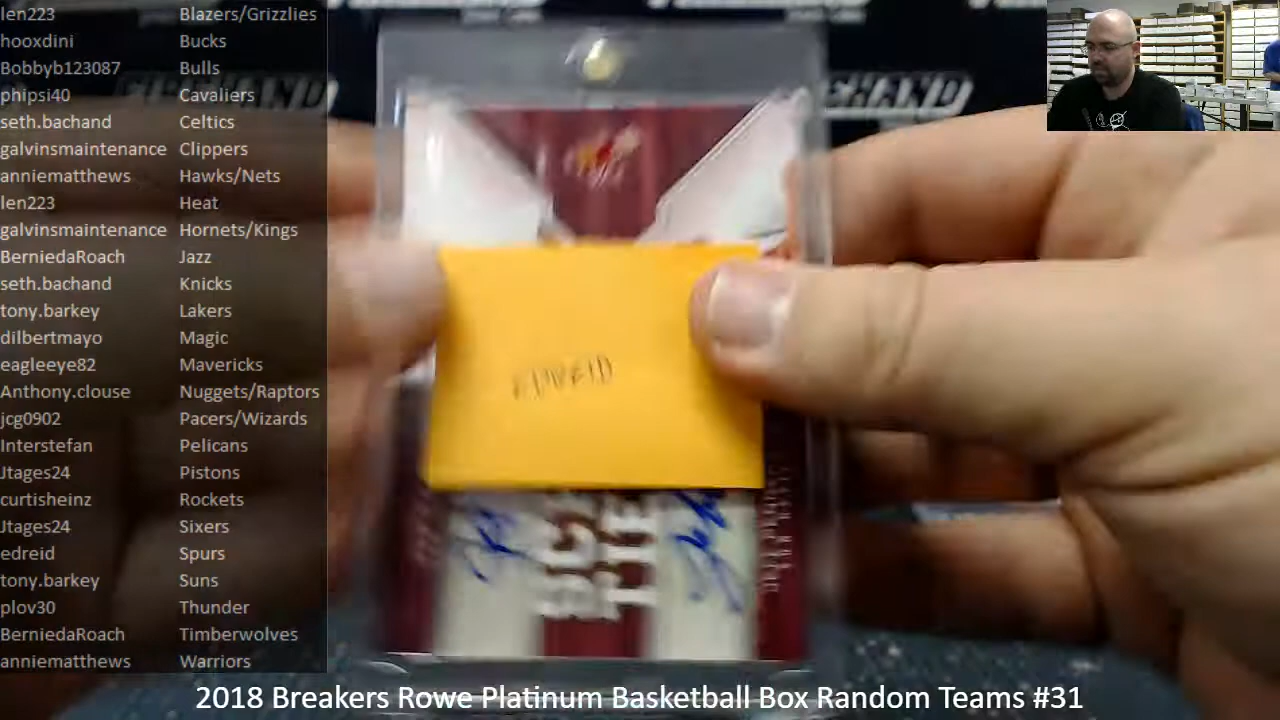 len223 Blazers/Grizzlies
hooxdini Bucks
Bobbyb123087 Bulls
phipsi40 Cavaliers
seth.bachand Celtics
galvinsmaintenance Clippers
anniematthews Hawks/Nets
len223 Heat
galvinsmaintenance Hornets/Kings
BerniedaRoach Jazz
seth.bachand Knicks
tony.barkey Lakers
dilbertmayo Magic
eagleeye82 Mavericks
Anthony.clouse Nuggets/Raptors
jcg0902 Pacers/Wizards
Interstefan Pelicans
Jtages24 Pistons
curtisheinz Rockets
Jtages24 Sixers
edreid Spurs
tony.barkey Suns
plov30 Thunder
BerniedaRoach Timberwolves
anniematthews Warriors
EDREID
2018 Breakers Rowe Platinum Basketball Box Random Teams #31